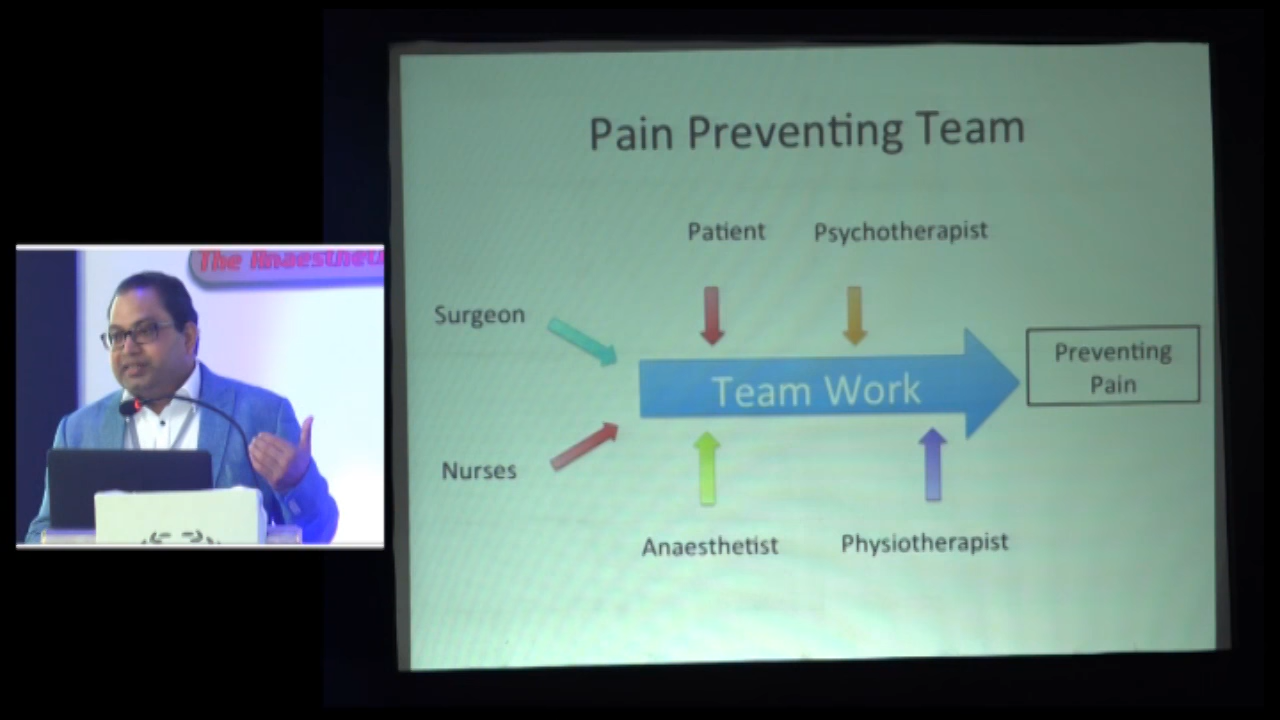 The Anaesthet
Pain Preventing Team
Patient
Psychotherapist
Surgeon
Team Work
Preventing
Pain
Nurses
Anaesthetist
Physiotherapist